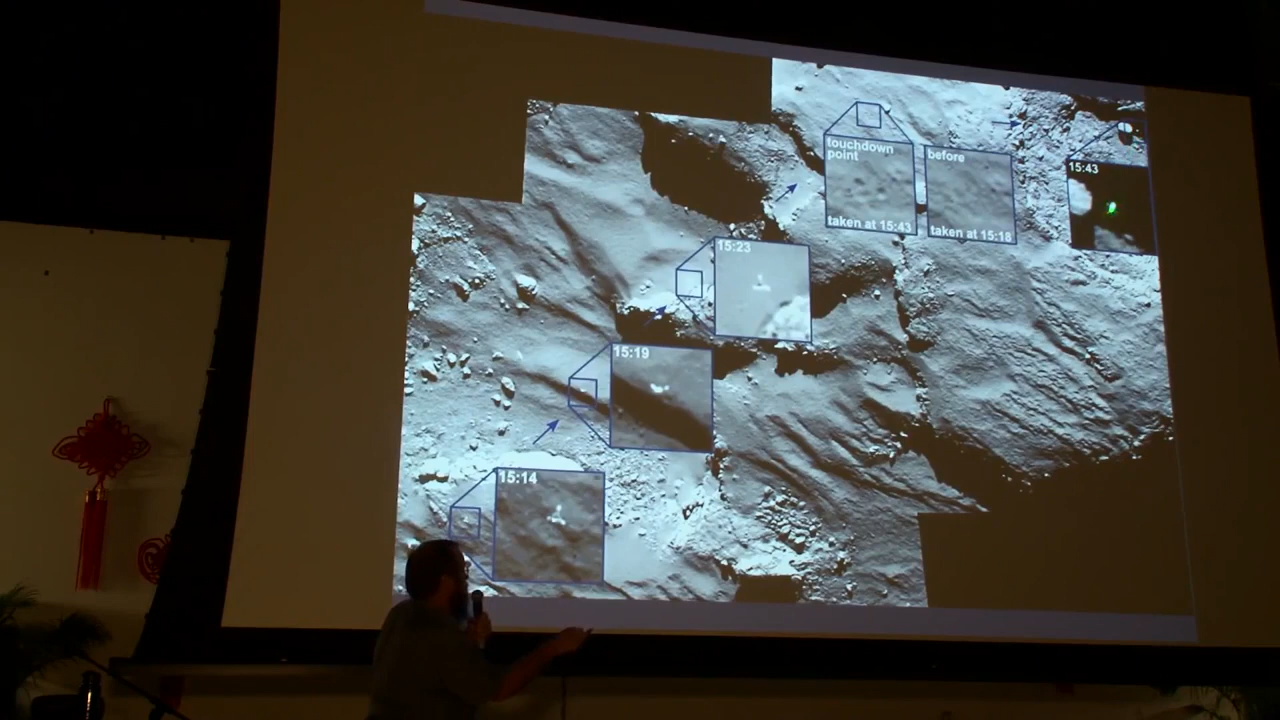 touchdown
point
taken at 15:43
before
taken at 15:18
15:43
15:23
15:19
15:14